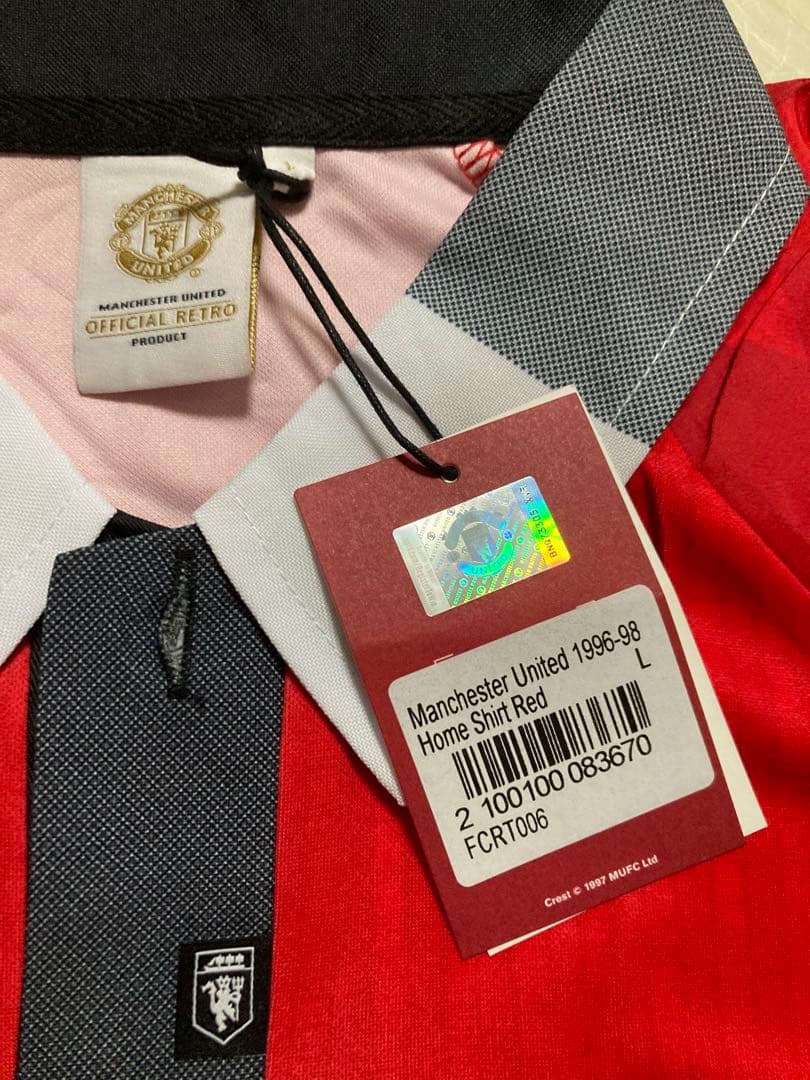 MANCHESTER
UNITED
MANCHESTER UNITED
OFFICIAL RETRO
PRODUCT
Manchester United 1996-98
Home Shirt Red
L
2 100100 083670
FCRT006
Crest © 1997 MUFC Ltd